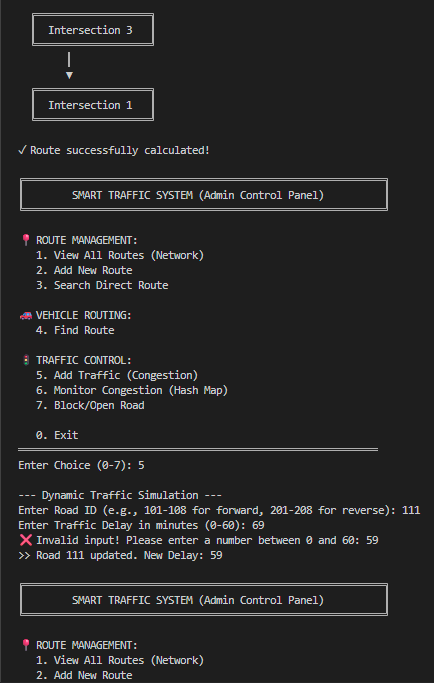 Intersection 3
Intersection 1
✓ Route successfully calculated!
SMART TRAFFIC SYSTEM (Admin Control Panel)
📍 ROUTE MANAGEMENT:
1. View All Routes (Network)
2. Add New Route
3. Search Direct Route
🚗 VEHICLE ROUTING:
4. Find Route
🚦 TRAFFIC CONTROL:
5. Add Traffic (Congestion)
6. Monitor Congestion (Hash Map)
7. Block/Open Road
0. Exit
Enter Choice (0-7): 5
--- Dynamic Traffic Simulation ---
Enter Road ID (e.g., 101-108 for forward, 201-208 for reverse): 111
Enter Traffic Delay in minutes (0-60): 69
❌ Invalid input! Please enter a number between 0 and 60: 59
>> Road 111 updated. New Delay: 59
SMART TRAFFIC SYSTEM (Admin Control Panel)
📍 ROUTE MANAGEMENT:
1. View All Routes (Network)
2. Add New Route